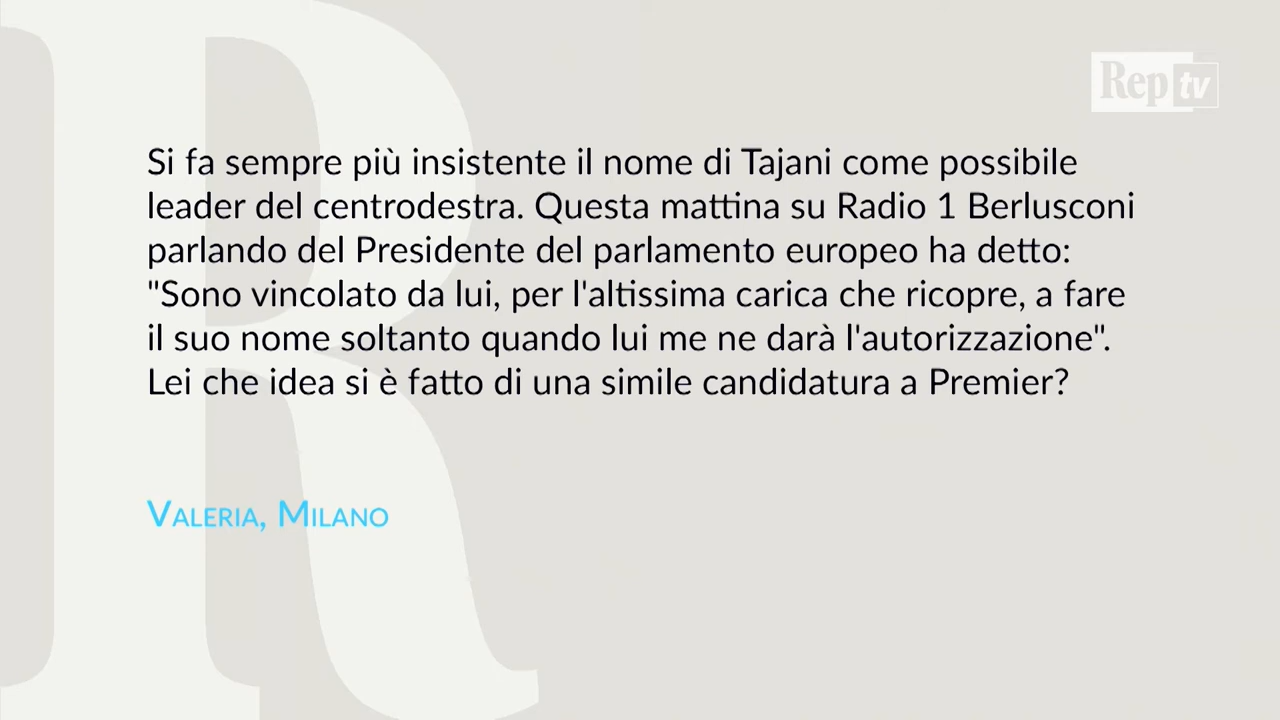 Rep tv
Si fa sempre più insistente il nome di Tajani come possibile
leader del centrodestra. Questa mattina su Radio 1 Berlusconi
parlando del Presidente del parlamento europeo ha detto:
"Sono vincolato da lui, per l'altissima carica che ricopre, a fare
il suo nome soltanto quando lui me ne darà l'autorizzazione".
Lei che idea si è fatto di una simile candidatura a Premier?
Valeria, Milano